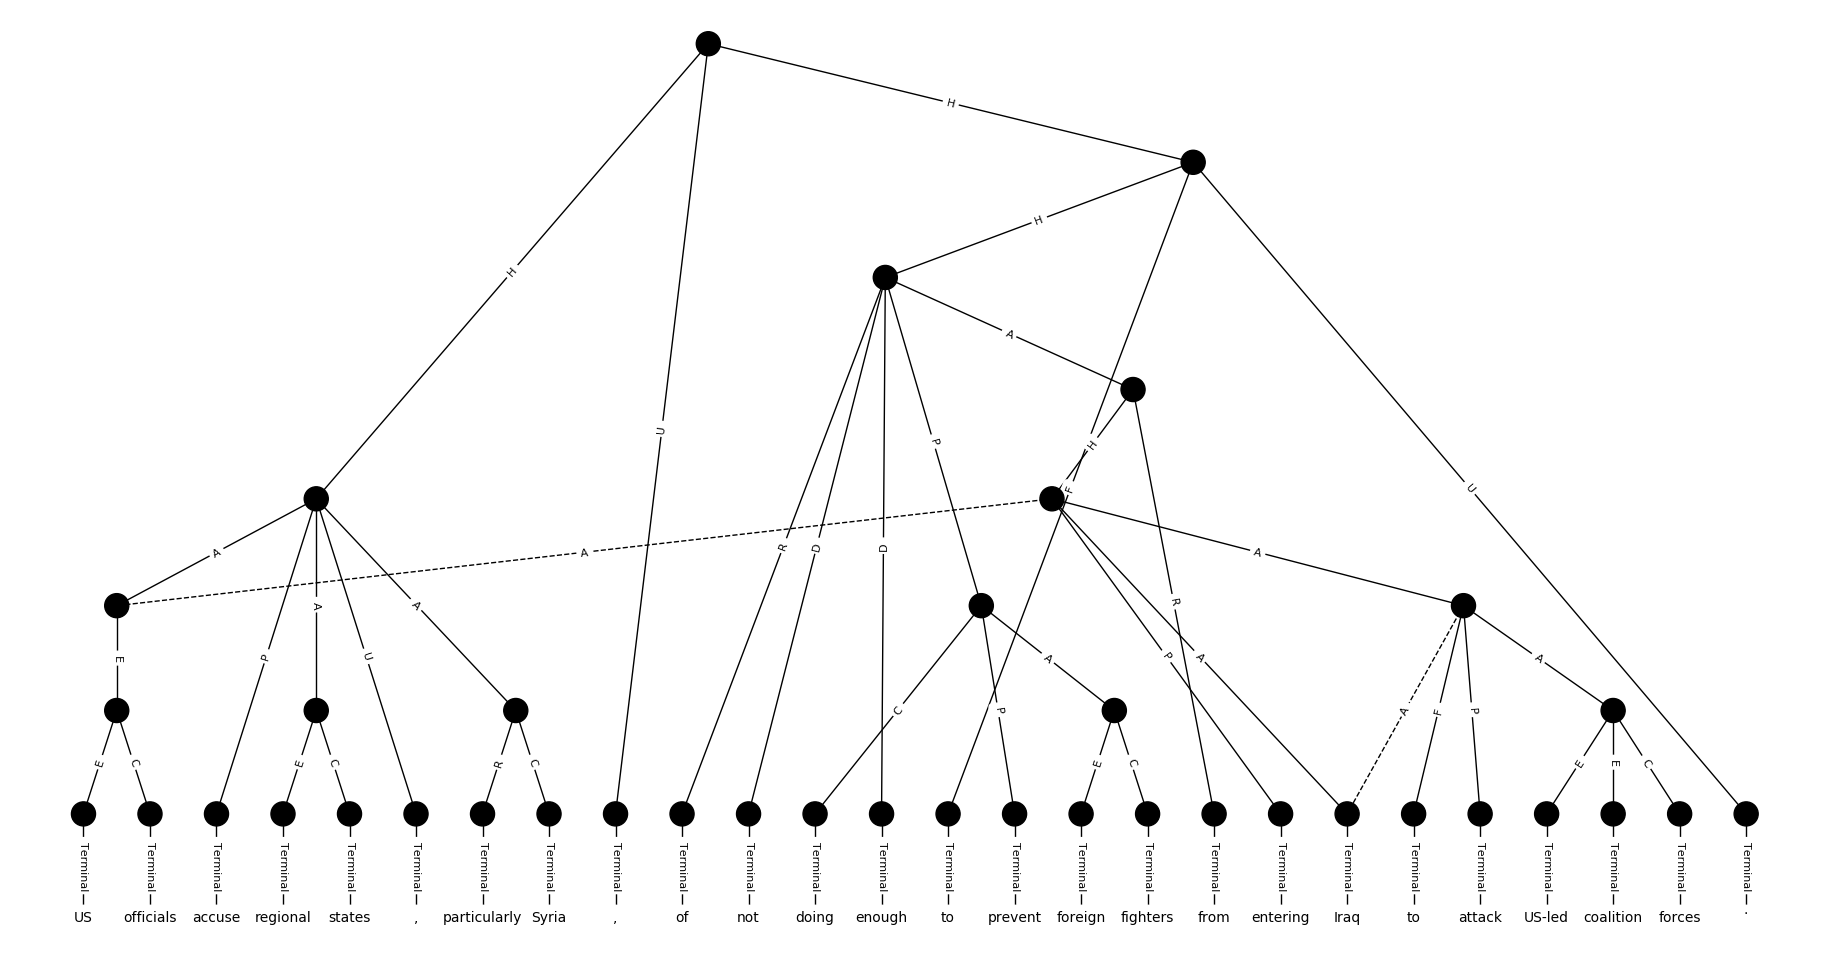 H
H
H
A
U
P
H
F
U
A
A
R
D
D
A
A
P
U
A
E
P
A
R
P
A
E
C
E
C
R
C
C
P
E
C
A
F
P
E
E
C
Terminal Terminal Terminal Terminal Terminal Terminal Terminal Terminal Terminal Terminal Terminal Terminal Terminal Terminal Terminal Terminal Terminal Terminal Terminal Terminal Terminal Terminal Terminal Terminal Terminal Terminal
US officials accuse regional states , particularly Syria , of not doing enough to prevent foreign fighters from entering Iraq to attack US-led coalition forces .